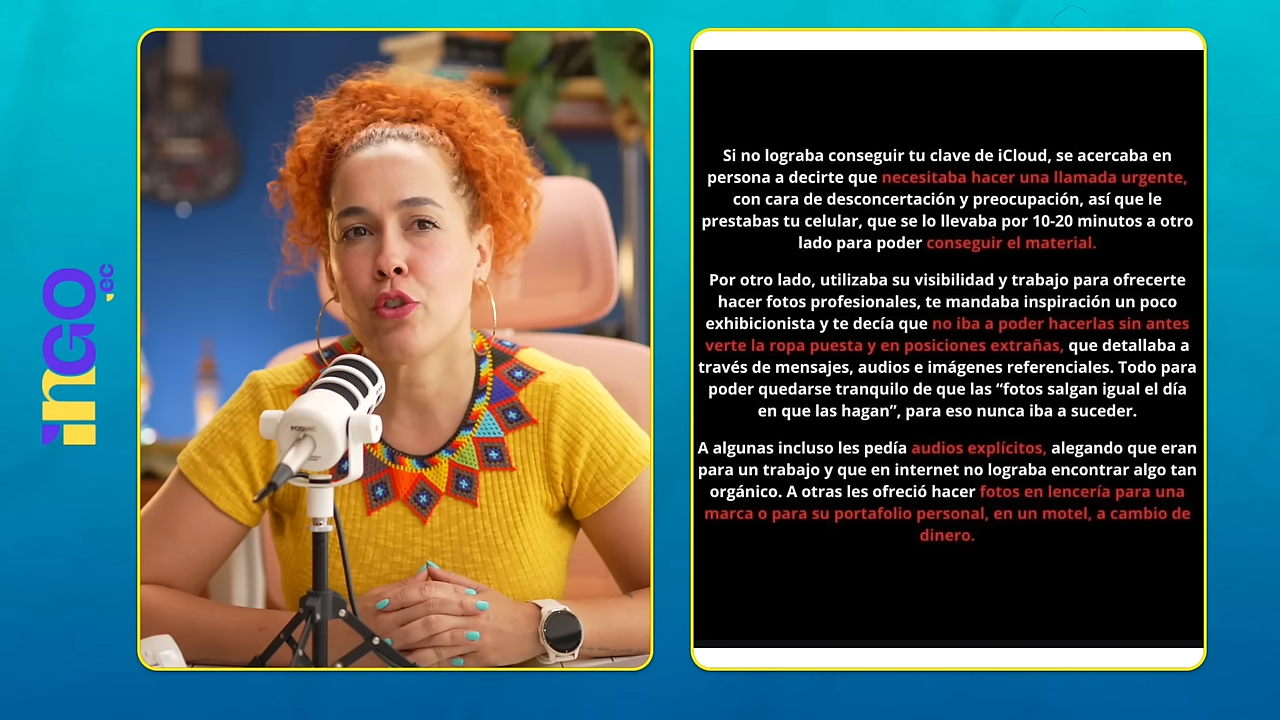 inGO
.ec
PODMIC
Si no lograba conseguir tu clave de iCloud, se acercaba en
persona a decirte que necesitaba hacer una llamada urgente,
con cara de desconcertación y preocupación, así que le
prestabas tu celular, que se lo llevaba por 10-20 minutos a otro
lado para poder conseguir el material.
Por otro lado, utilizaba su visibilidad y trabajo para ofrecerte
hacer fotos profesionales, te mandaba inspiración un poco
exhibicionista y te decía que no iba a poder hacerlas sin antes
verte la ropa puesta y en posiciones extrañas, que detallaba a
través de mensajes, audios e imágenes referenciales. Todo para
poder quedarse tranquilo de que las “fotos salgan igual el día
en que las hagan”, para eso nunca iba a suceder.
A algunas incluso les pedía audios explícitos, alegando que eran
para un trabajo y que en internet no lograba encontrar algo tan
orgánico. A otras les ofreció hacer fotos en lencería para una
marca o para su portafolio personal, en un motel, a cambio de
dinero.